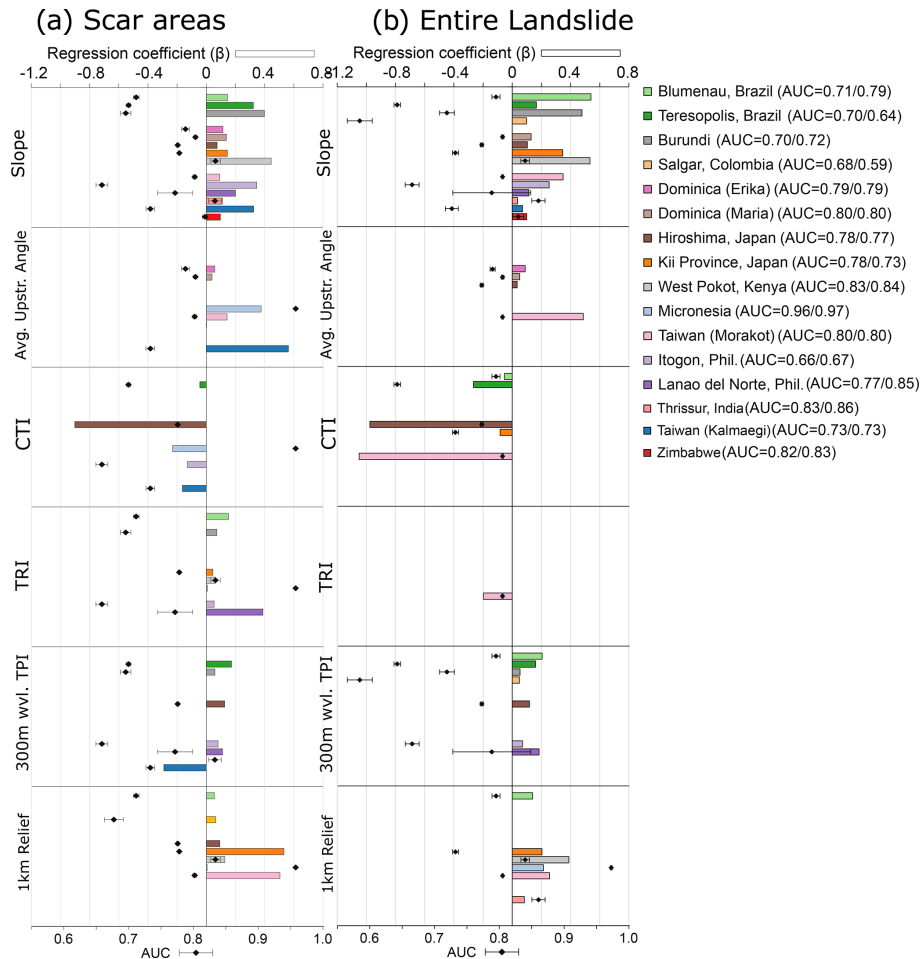 (a) Scar areas
(b) Entire Landslide
Regression coefficient (β)
Regression coefficient (β)
-1.2 -0.4 0 0.4 0.8
-1.2 -0.4 0 0.4 0.8
Slope
Avg. Upstr. Angle
CTI
TRI
300m wvl. TPI
1km Relief
Slope
Avg. Upstr. Angle
CTI
TRI
300m wvl. TPI
1km Relief
Blumenau, Brazil (AUC=0.71/0.79)
Teresopolis, Brazil (AUC=0.70/0.64)
Burundi (AUC=0.70/0.72)
Salgar, Colombia (AUC=0.68/0.59)
Dominica (Erika) (AUC=0.79/0.79)
Dominica (Maria) (AUC=0.80/0.80)
Hiroshima, Japan (AUC=0.78/0.77)
Kii Province, Japan (AUC=0.78/0.73)
West Pokot, Kenya (AUC=0.83/0.84)
Micronesia (AUC=0.96/0.97)
Taiwan (Morakot) (AUC=0.80/0.80)
Itogon, Phil. (AUC=0.66/0.67)
Lanao del Norte, Phil. (AUC=0.77/0.85)
Thrissur, India (AUC=0.83/0.86)
Taiwan (Kalmaegi) (AUC=0.73/0.73)
Zimbabwe (AUC=0.82/0.83)
0.6 0.7 0.8 0.9 1.0
0.6 0.7 0.8 0.9 1.0
AUC
AUC